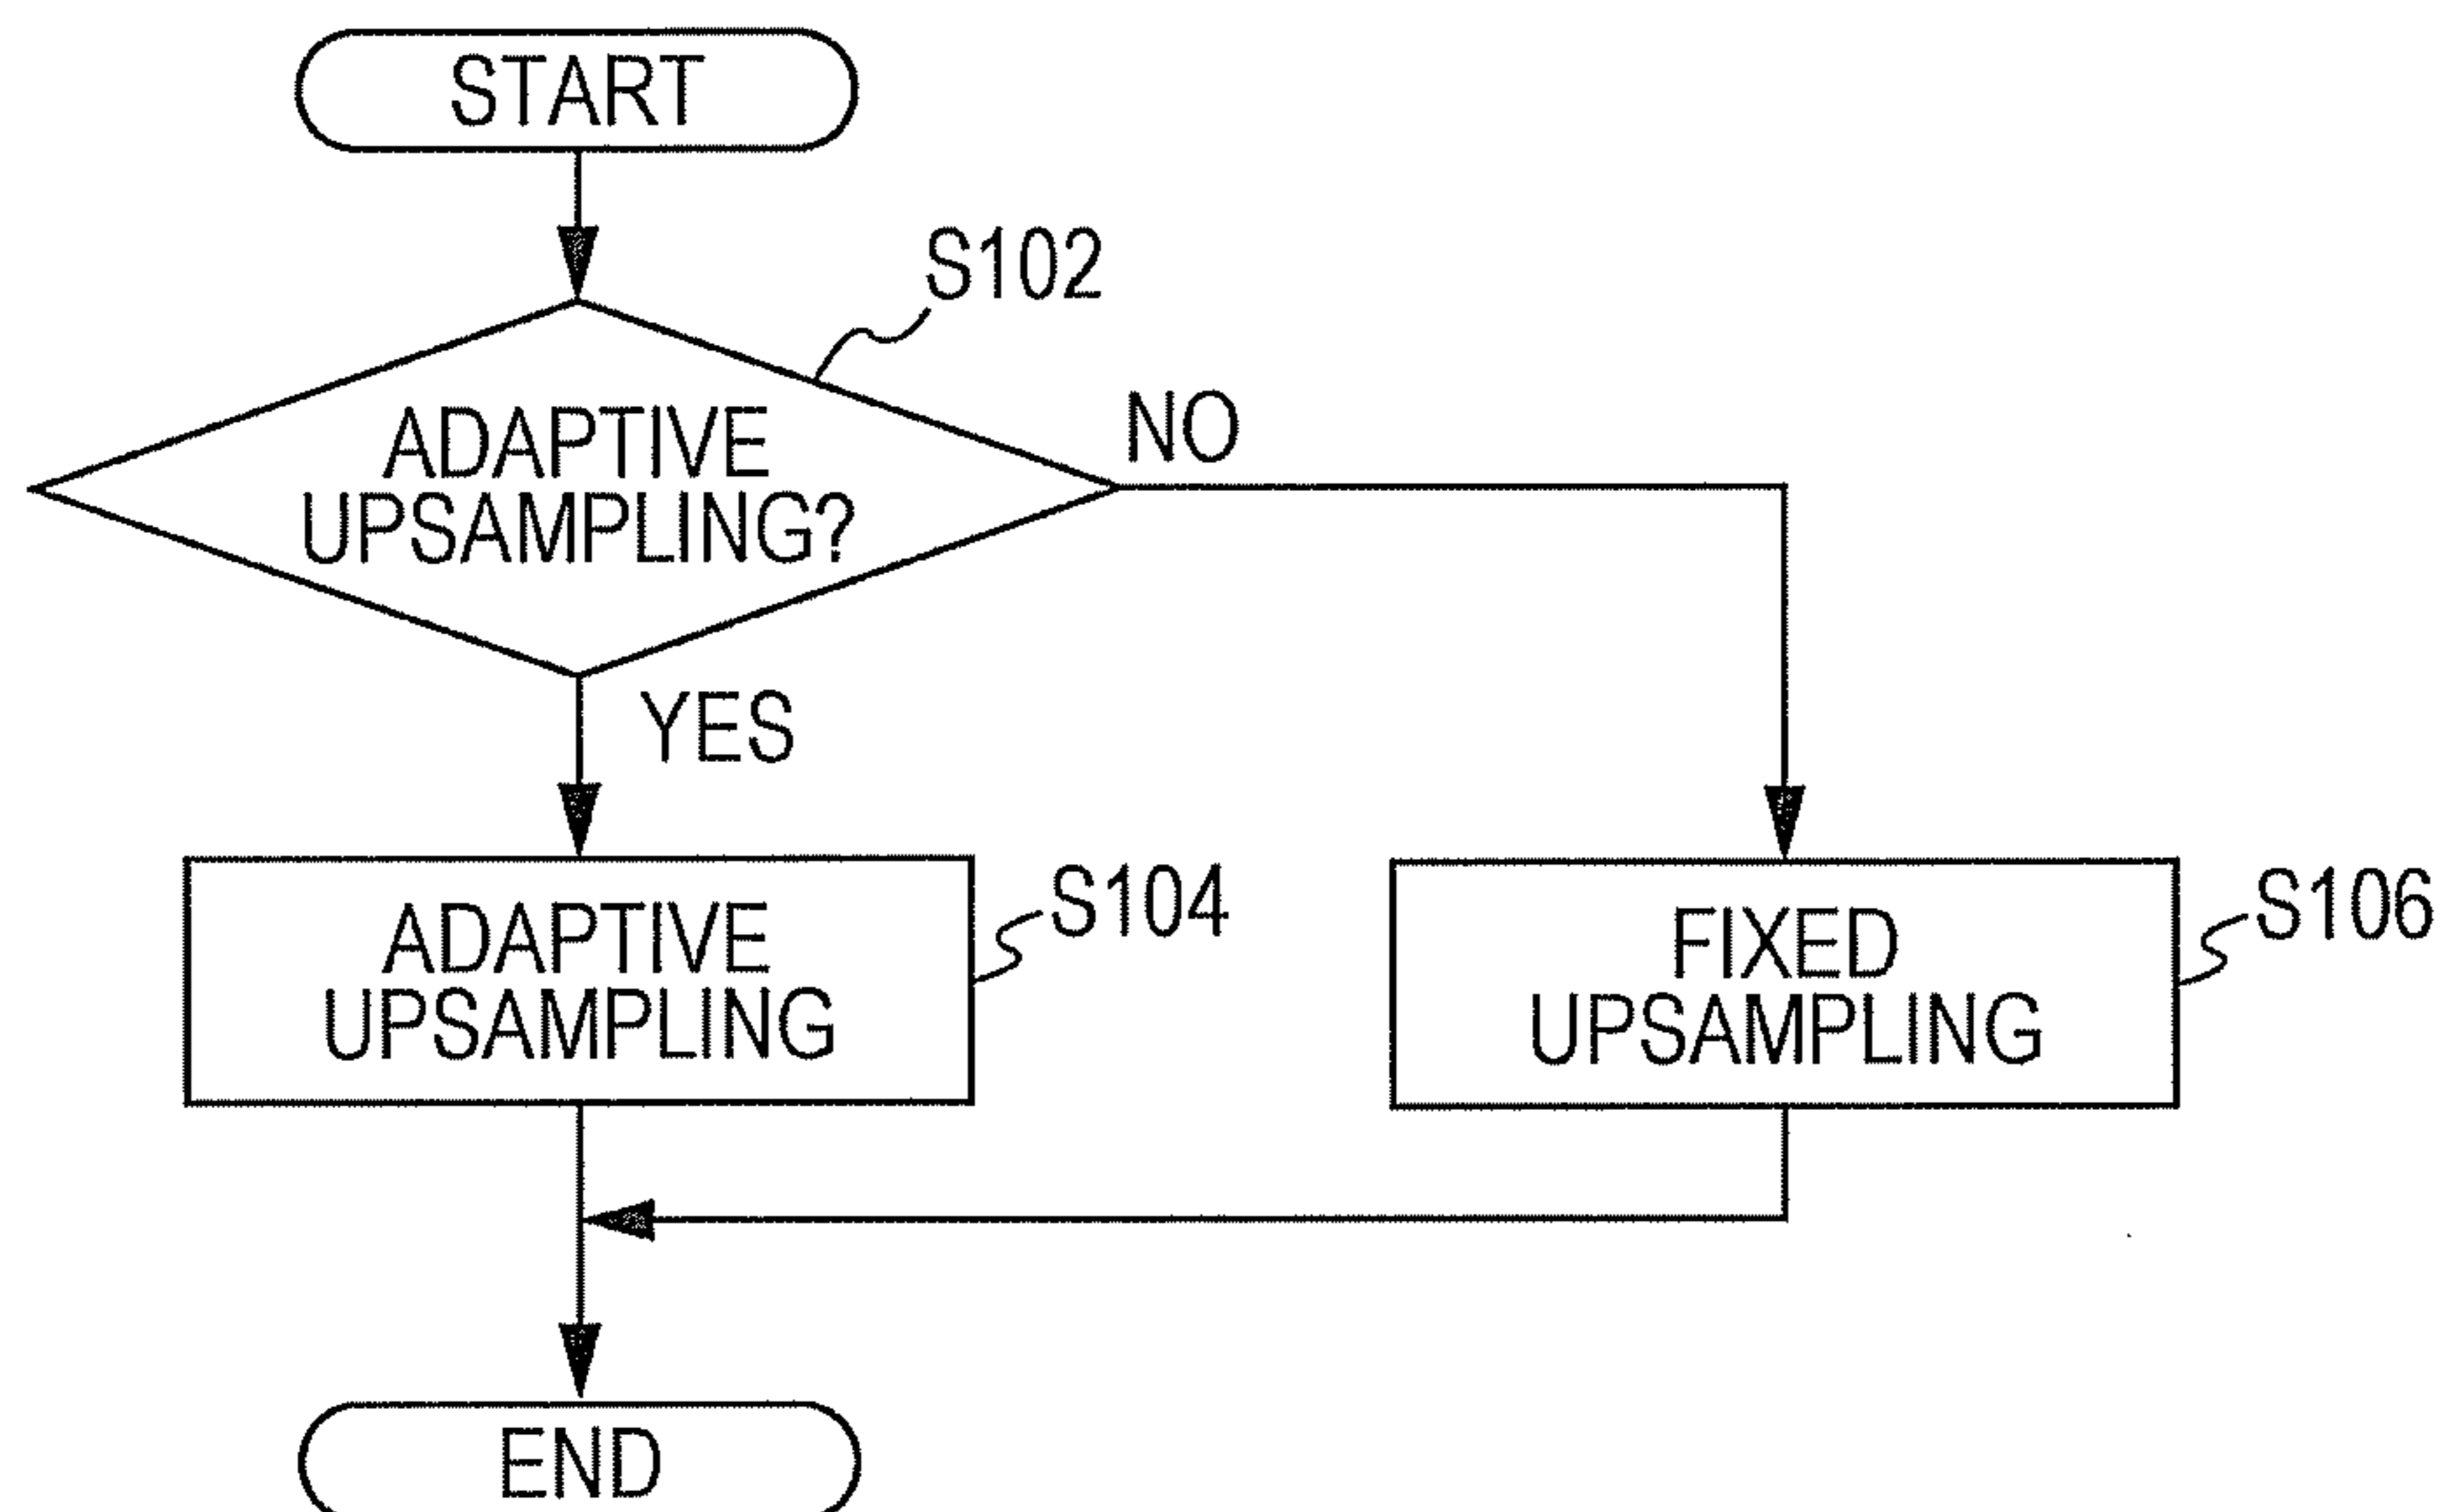 START
S102
ADAPTIVE
UPSAMPLING?
NO
YES
ADAPTIVE
UPSAMPLING
S104
FIXED
UPSAMPLING
S106
END